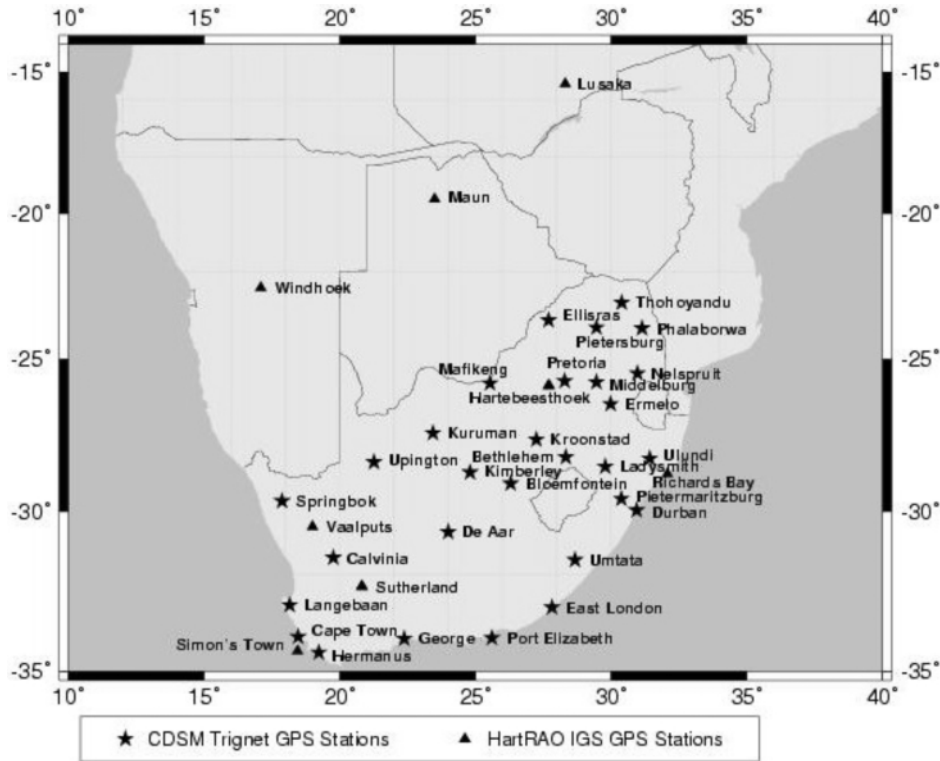 10° 15° 20° 25° 30° 35° 40°
-15°
-15°
Lusaka
Maun
-20°
-20°
Windhoek
Thohoyandu
Ellisras
Phalaborwa
Pietersburg
-25°
-25°
Pretoria
Mafikeng
Nelspruit
Middelburg
Hartebeesthoek
Ermelo
Kuruman
Kroonstad
Bethlehem
Ulundi
Upington
Ladysmith
Kimberley
Bloemfontein
Richards Bay
Springbok
Pietermaritzburg
-30°
-30°
Durban
Vaalputs
De Aar
Calvinia
Umtata
Sutherland
Langebaan
East London
Cape Town
George
Port Elizabeth
Simon's Town
Hermanus
-35°
-35°
10° 15° 20° 25° 30° 35° 40°
CDSM Trignet GPS Stations
HartRAO IGS GPS Stations